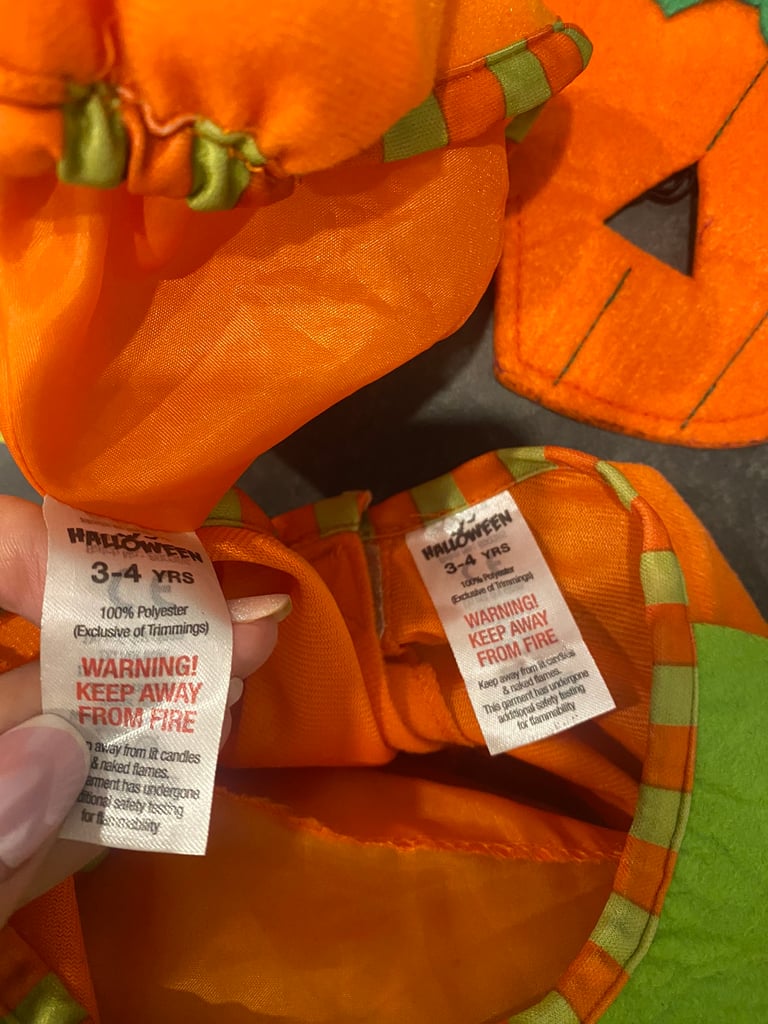 HALLOWEEN
3-4 YRS
100% Polyester
(Exclusive of Trimmings)
WARNING!
KEEP AWAY
FROM FIRE
away from lit candles
& naked flames.
garment has undergone
additional safety testing
for flammability
HALLOWEEN
3-4 YRS
100% Polyester
(Exclusive of Trimmings)
WARNING!
KEEP AWAY
FROM FIRE
Keep away from lit candles
& naked flames.
This garment has undergone
additional safety testing
for flammability